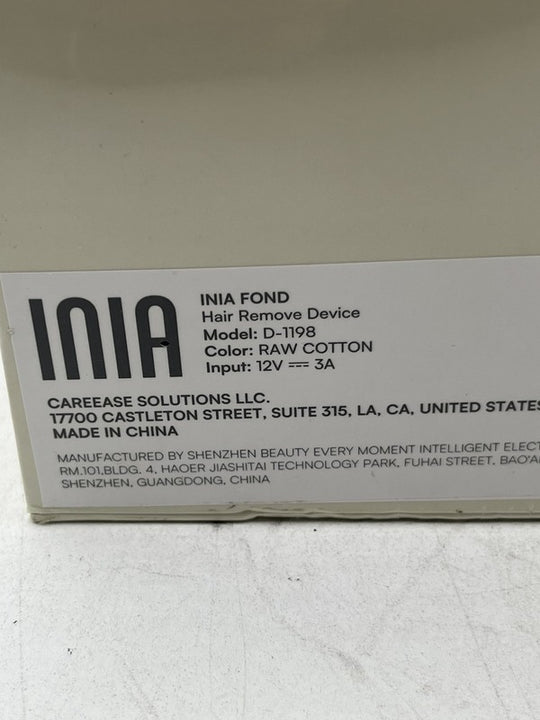 INIA
INIA FOND
Hair Remove Device
Model: D-1198
Color: RAW COTTON
Input: 12V ⎓ 3A
CAREEASE SOLUTIONS LLC.
17700 CASTLETON STREET, SUITE 315, LA, CA, UNITED STATES
MADE IN CHINA
MANUFACTURED BY SHENZHEN BEAUTY EVERY MOMENT INTELLIGENT
RM.101,BLDG. 4, HAOER JIASHITAI TECHNOLOGY PARK, FUHAI STREET,
SHENZHEN, GUANGDONG, CHINA